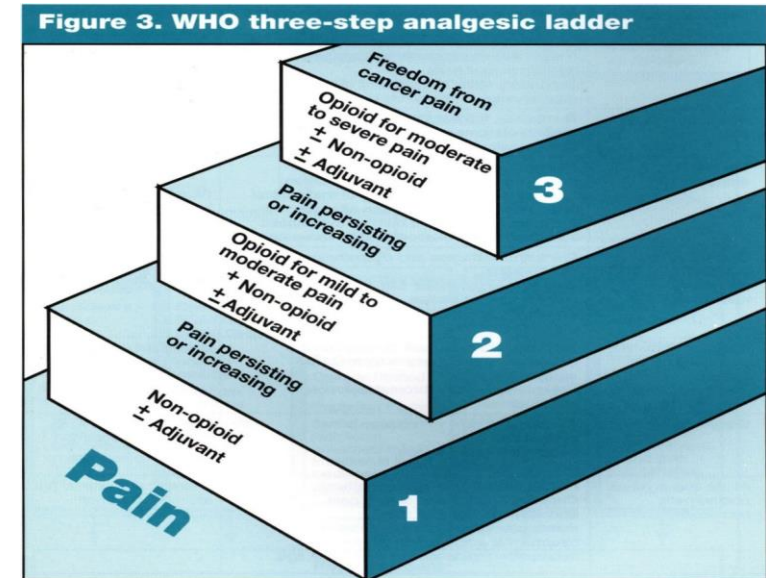 Figure 3. WHO three-step analgesic ladder
Freedom from
cancer pain
Opioid for moderate
to severe pain
± Non-opioid
± Adjuvant
3
Pain persisting
or increasing
Opioid for mild to
moderate pain
+ Non-opioid
± Adjuvant
2
Pain persisting
or increasing
Non-opioid
± Adjuvant
1
Pain